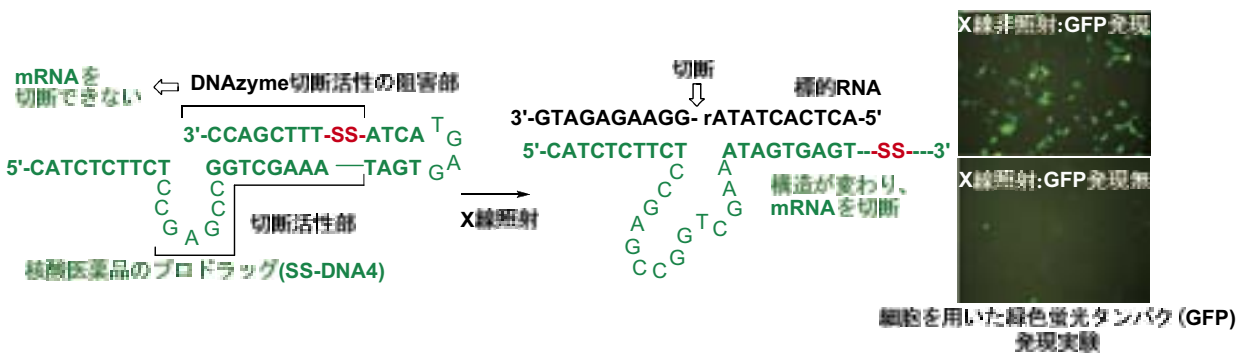 mRNAを
切断できない
DNAzyme切断活性の阻害部
3'-CCAGCTTT-SS-ATCA
T
G
A
G
5'-CATCTCTTCT
GGTCGAAA
TAGT
C
C
G
A
G
C
C
切断活性部
核酸医薬品のプロドラッグ(SS-DNA4)
X線照射
切断
標的RNA
3'-GTAGAGAAGG- rATATCACTCA-5'
5'-CATCTCTTCT
ATAGTGAGT---SS----3'
C
C
G
A
G
C
C
G
G
T
C
G
A
A
構造が変わり、
mRNAを切断
X線非照射:GFP発現
X線照射:GFP発現無
細胞を用いた緑色蛍光タンパク(GFP)
発現実験